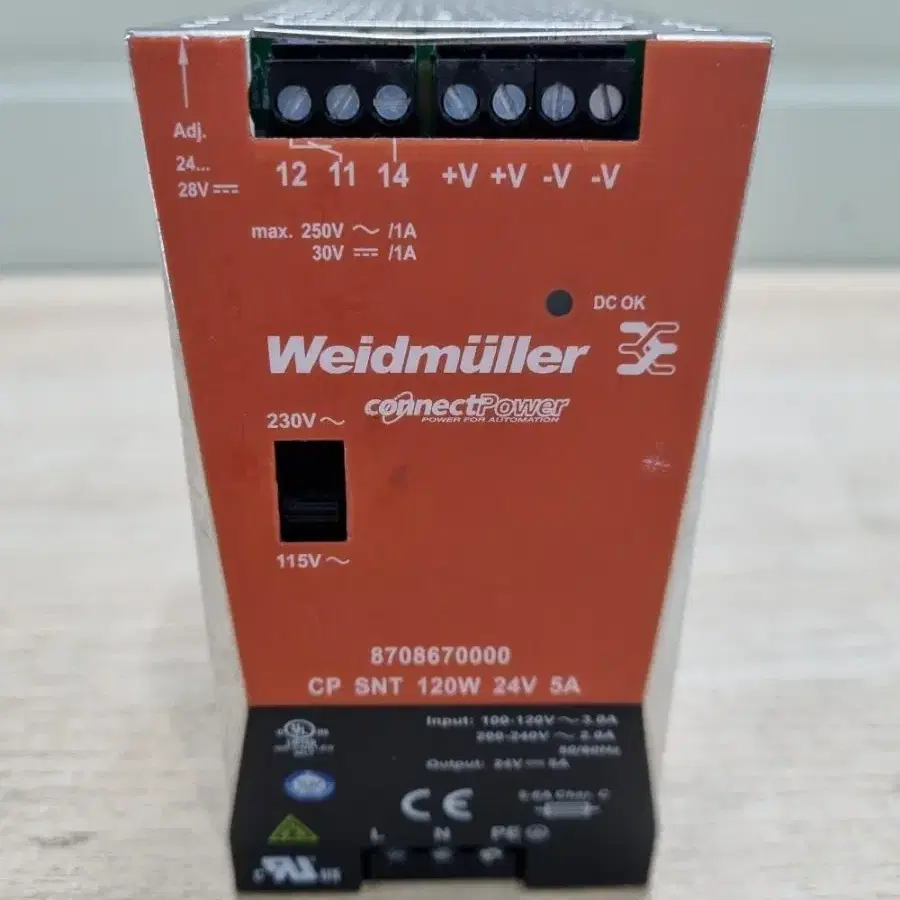 Adj.
24...
28V
12 11 14 +V +V -V -V
max. 250V ~ /1A
30V /1A
DC OK
Weidmüller
connectPower
POWER FOR AUTOMATION
230V ~
115V ~
8708670000
CP SNT 120W 24V 5A
Input: 100-120V ~ 3.0A
200-240V ~ 2.0A
50/60Hz
Output: 24V 5A
Char. C
CE
L N PE